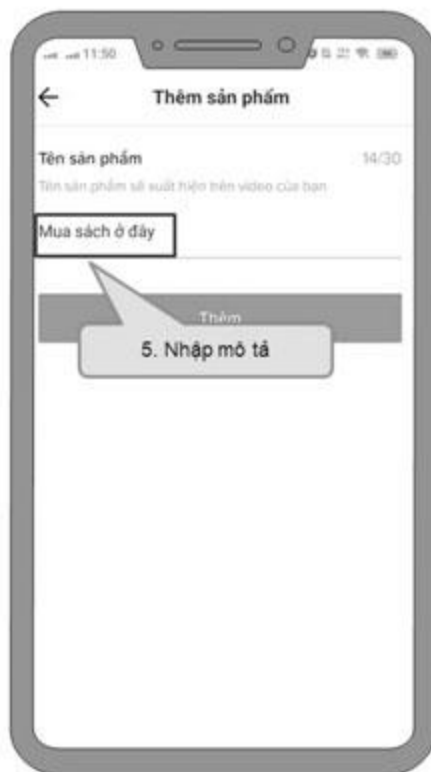 11:50
Thêm sản phẩm
Tên sản phẩm 14/30
Tên sản phẩm sẽ xuất hiện trên video của bạn
Mua sách ở đây
Thêm
5. Nhập mô tả